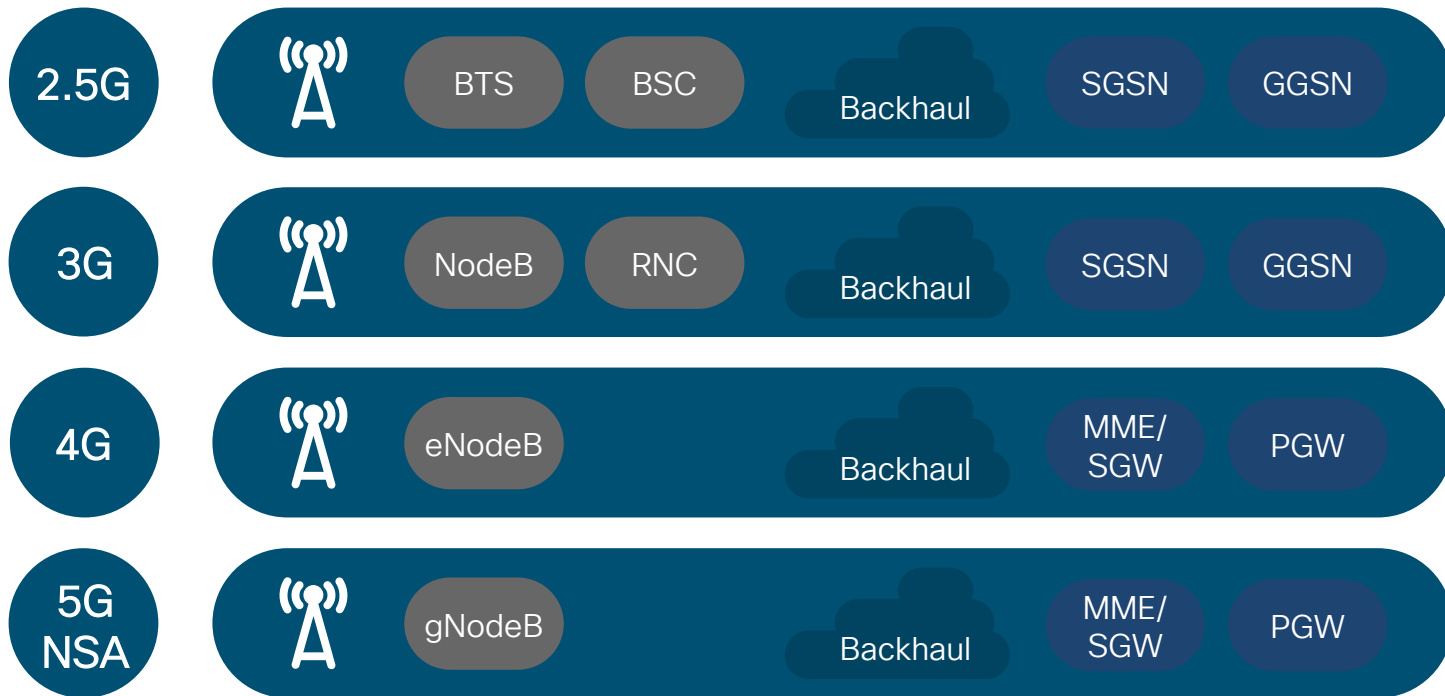 2.5G
BTS
BSC
Backhaul
SGSN
GGSN
3G
NodeB
RNC
Backhaul
SGSN
GGSN
4G
eNodeB
Backhaul
MME/
SGW
PGW
5G
NSA
gNodeB
Backhaul
MME/
SGW
PGW